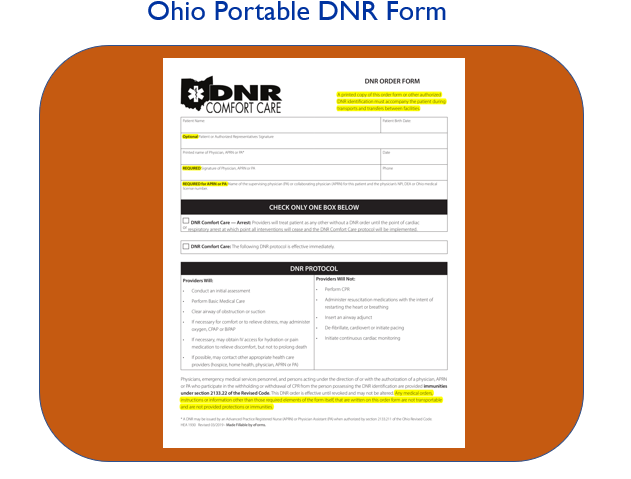 Ohio Portable DNR Form
DNR
COMFORT CARE
DNR ORDER FORM
A printed copy of this order form or other authorized
DNR identification must accompany the patient during
transports and transfers between facilities.
Patient Name
Patient Birth Date
Optional Patient or Authorized Representatives Signature
Printed name of Physician, APRN or PA*
Date
REQUIRED Signature of Physician, APRN or PA
Phone
REQUIRED for APRN or PA: Name of the supervising physician (PA) or collaborating physician (APRN) for this patient and the physician's NPI, DEA or Ohio medical
license number.
CHECK ONLY ONE BOX BELOW
DNR Comfort Care — Arrest: Providers will treat patient as any other without a DNR order until the point of cardiac
or respiratory arrest at which point all interventions will cease and the DNR Comfort Care protocol will be implemented.
DNR Comfort Care: The following DNR protocol is effective immediately.
DNR PROTOCOL
Providers Will:
• Conduct an initial assessment
• Perform Basic Medical Care
• Clear airway of obstruction or suction
• If necessary for comfort or to relieve distress, may administer
oxygen, CPAP or BiPAP
• If necessary, may obtain IV access for hydration or pain
medication to relieve discomfort, but not to prolong death
• If possible, may contact other appropriate health care
providers (hospice, home health, physician, APRN or PA)
Providers Will Not:
• Perform CPR
• Administer resuscitation medications with the intent of
restarting the heart or breathing
• Insert an airway adjunct
• De-fibrillate, cardiovert or initiate pacing
• Initiate continuous cardiac monitoring
Physicians, emergency medical services personnel, and persons acting under the direction of or with the authorization of a physician, APRN
or PA who participate in the withholding or withdrawal of CPR from the person possessing the DNR identification are provided immunities
under section 2133.22 of the Revised Code. This DNR order is effective until revoked and may not be altered. Any medical orders,
instructions or information other than those required elements of the form itself that are written on this order form are not transportable
and are not provided protections or immunities.
* A DNR may be issued by an Advanced Practice Registered Nurse (APRN) or Physician Assistant (PA) when authorized by section 2133.211 of the Ohio Revised Code.
Made Fillable by eForms